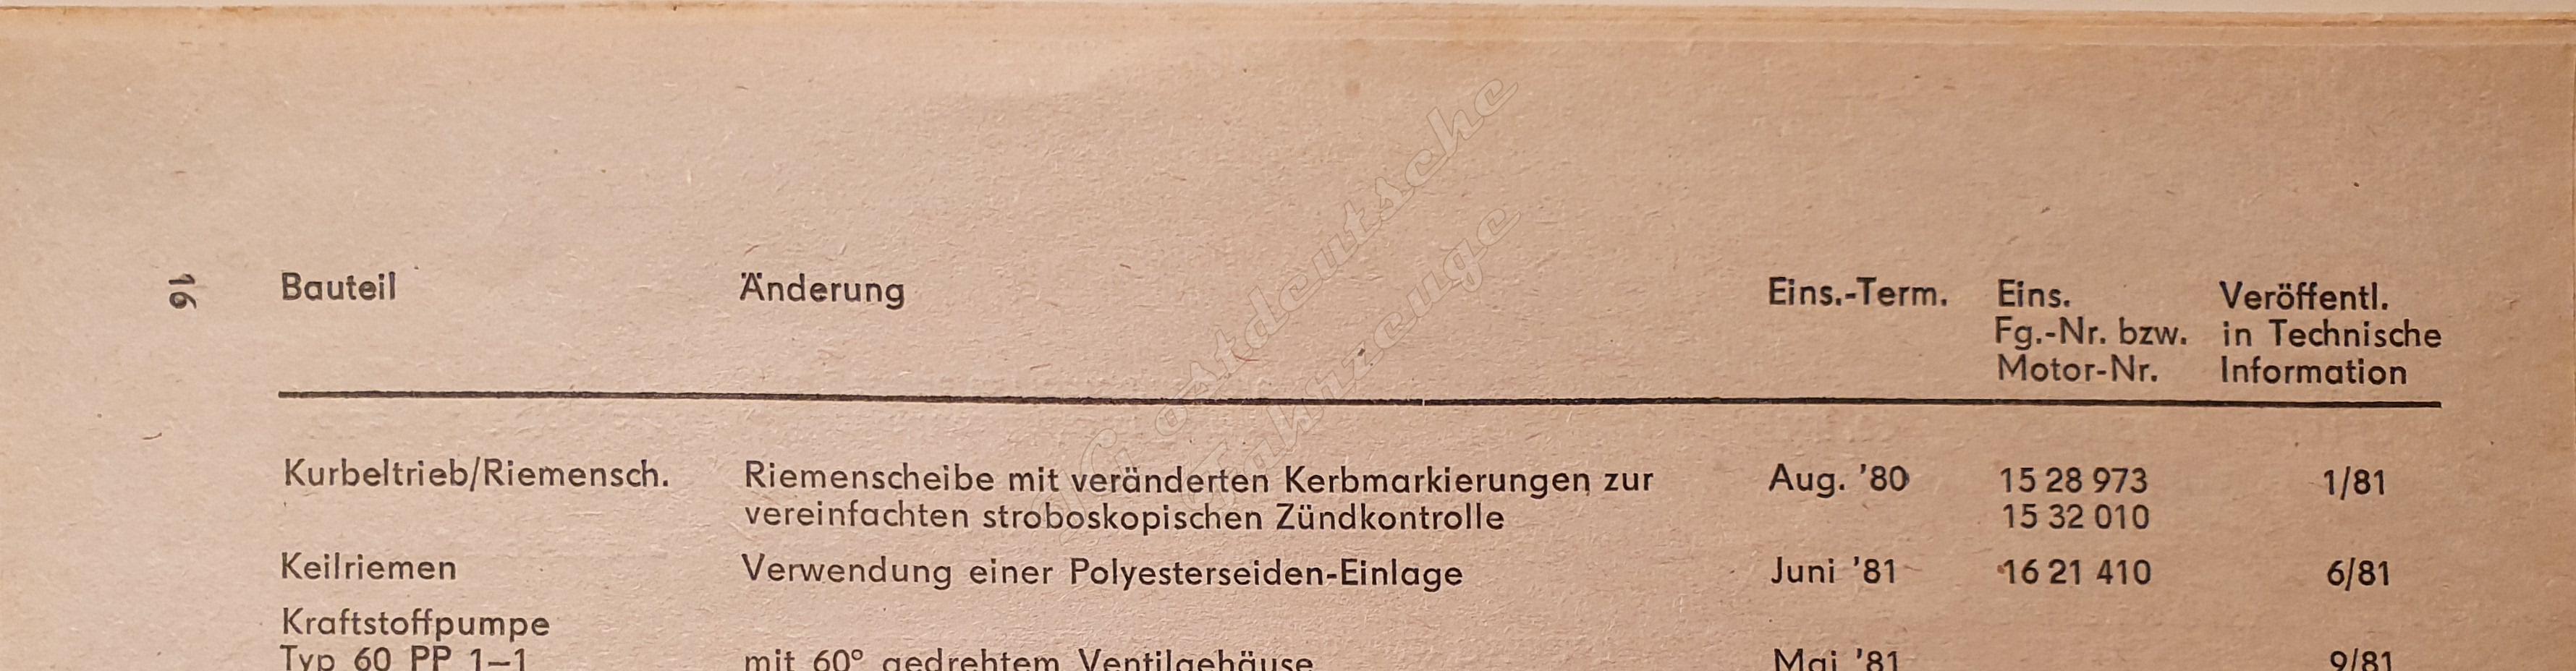 16
Bauteil Änderung Eins.-Term. Eins. Veröffentl.
Fg.-Nr. bzw. in Technische
Motor-Nr. Information
Kurbeltrieb/Riemensch. Riemenscheibe mit veränderten Kerbmarkierungen zur Aug. '80 15 28 973 1/81
vereinfachten stroboskopischen Zündkontrolle 15 32 010
Keilriemen Verwendung einer Polyesterseiden-Einlage Juni '81 16 21 410 6/81
Kraftstoffpumpe
Typ 60 PP 1–1 mit 60° gedrehtem Ventilgehäuse Mai '81 9/81
ostdeutsche
Fahrzeuge